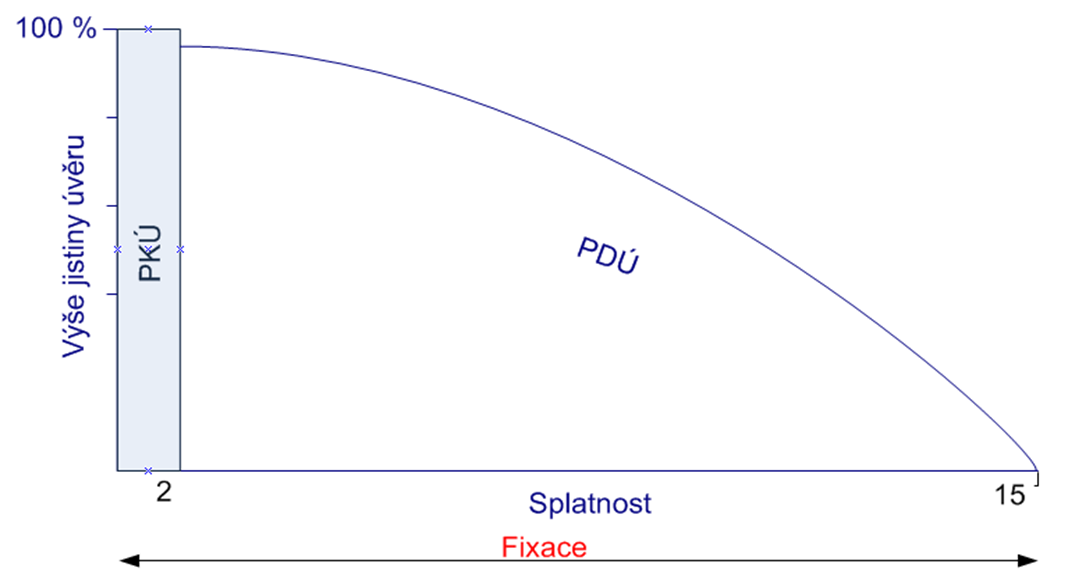 100 %
Výše jistiny úvěru
PKÚ
PDÚ
2
15
Splatnost
Fixace